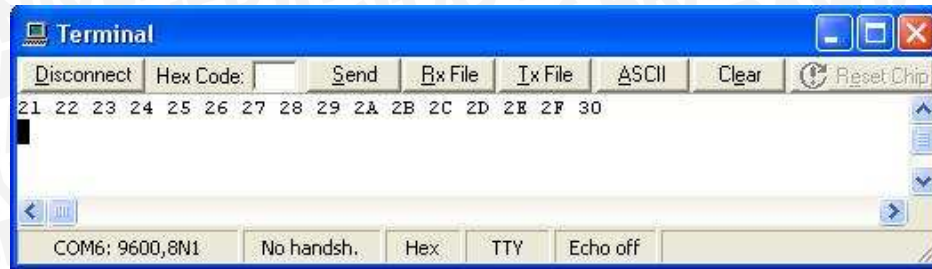 Terminal
Disconnect Hex Code: Send Rx File Tx File ASCII Clear Reset Chip
21 22 23 24 25 26 27 28 29 2A 2B 2C 2D 2E 2F 30
COM6: 9600,8N1 No handsh. Hex TTY Echo off